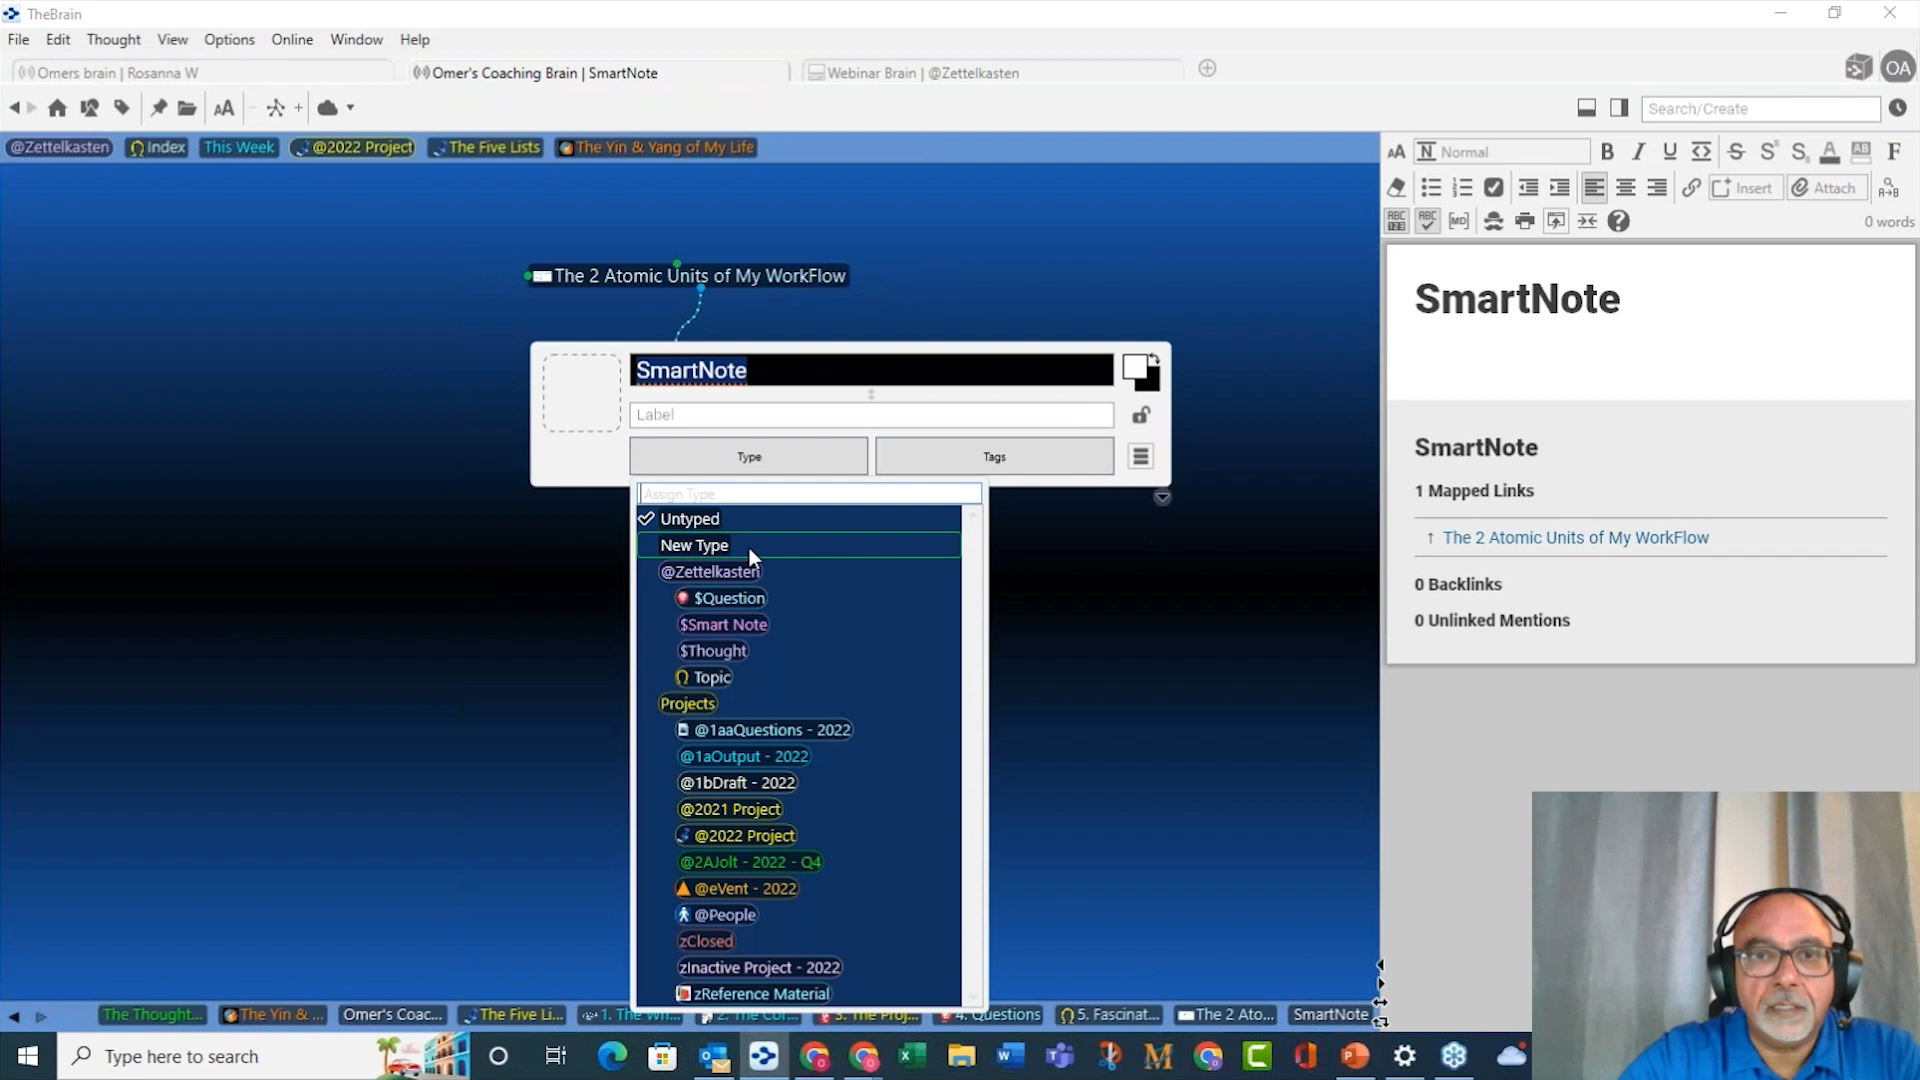 TheBrain
File Edit Thought View Options Online Window Help
Omers brain | Rosanna W
Omer's Coaching Brain | SmartNote
Webinar Brain | @Zettelkasten
OA
Search/Create
@Zettelkasten
Index
This Week
@2022 Project
The Five Lists
The Yin & Yang of My Life
Normal
Insert
Attach
0 words
The 2 Atomic Units of My WorkFlow
SmartNote
Label
Type
Tags
Assign Type
Untyped
New Type
@Zettelkasten
$Question
$Smart Note
$Thought
Topic
Projects
@1aaQuestions - 2022
@1aOutput - 2022
@1bDraft - 2022
@2021 Project
@2022 Project
@2AJolt - 2022 - Q4
@eVent - 2022
@People
zClosed
zInactive Project - 2022
zReference Material
SmartNote
SmartNote
1 Mapped Links
↑ The 2 Atomic Units of My WorkFlow
0 Backlinks
0 Unlinked Mentions
The Thought...
The Yin & ...
Omer's Coac...
The Five Li...
4. Questions
5. Fascinat...
The 2 Ato...
SmartNote
Type here to search